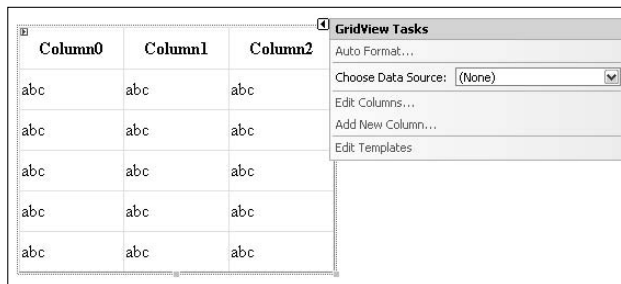 Column0 Column1 Column2
abc abc abc
abc abc abc
abc abc abc
abc abc abc
abc abc abc
GridView Tasks
Auto Format...
Choose Data Source: (None)
Edit Columns...
Add New Column...
Edit Templates